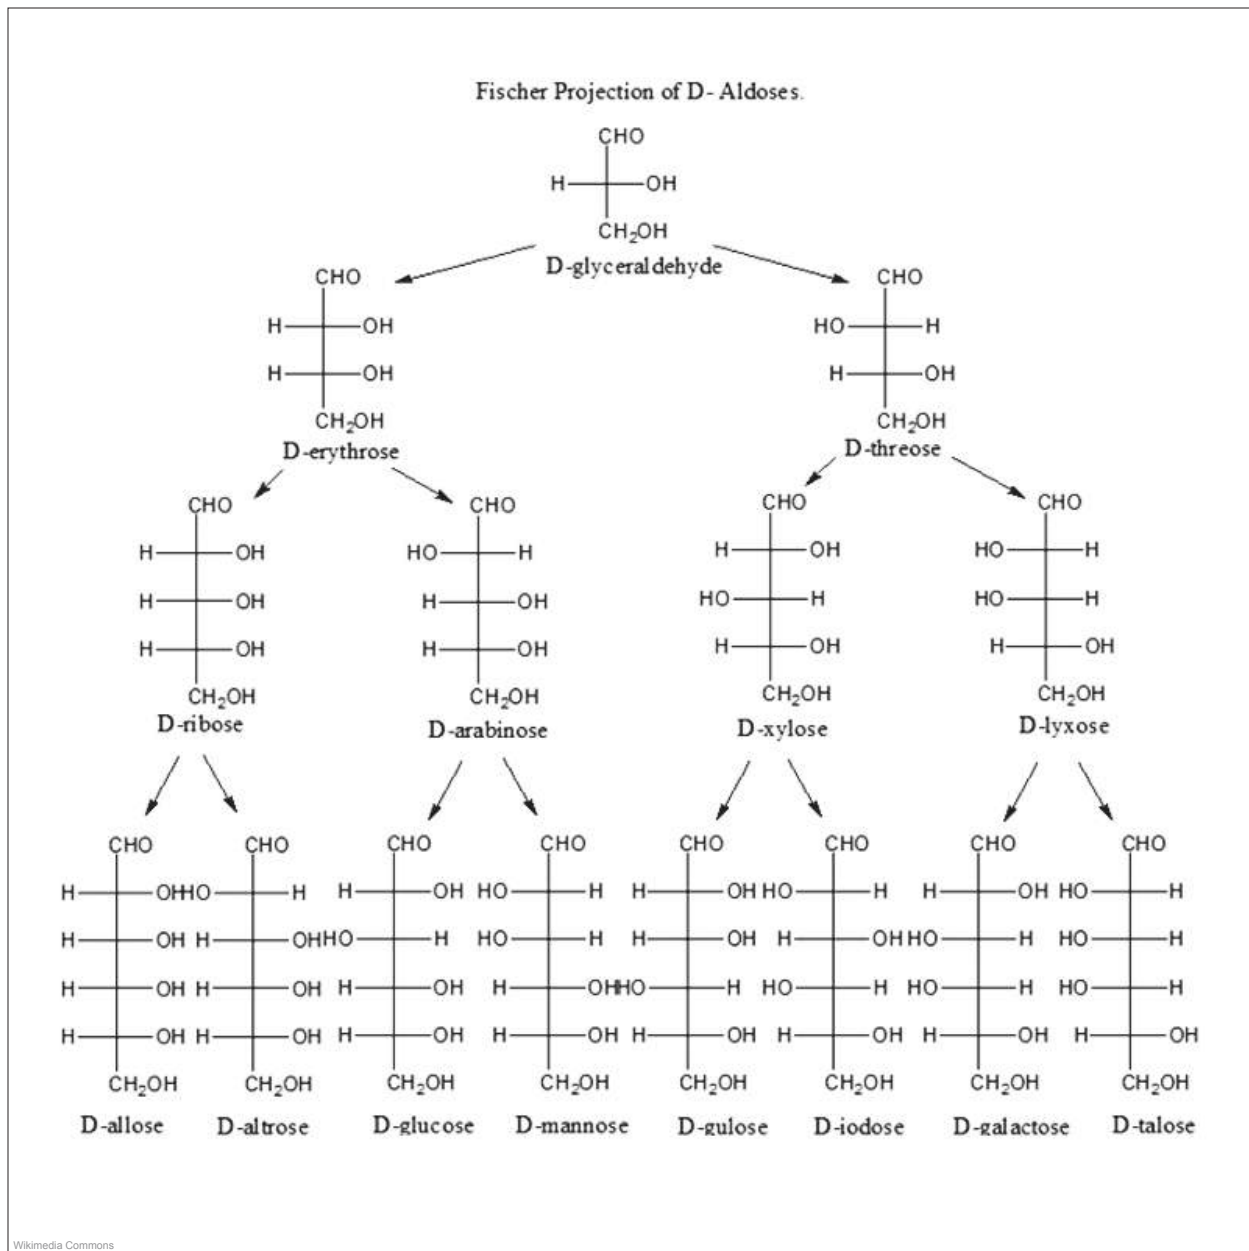 Fischer Projection of D- Aldoses.
CHO
H OH
CH2OH
D-glyceraldehyde
CHO CHO
H OH HO H
H OH H OH
CH2OH CH2OH
D-erythrose D-threose
CHO CHO CHO CHO
H OH HO H H OH HO H
H OH H OH HO H HO H
H OH H OH H OH H OH
CH2OH CH2OH CH2OH CH2OH
D-ribose D-arabinose D-xylose D-lyxose
CHO CHO CHO CHO CHO CHO CHO CHO
H OH HO H H OH HO H H OH HO H H OH HO H
H OH H OH HO H HO H H OH H OH HO H HO H
H OH H OH H OH H OH HO H HO H HO H HO H
H OH H OH H OH H OH H OH H OH H OH H OH
CH2OH CH2OH CH2OH CH2OH CH2OH CH2OH CH2OH CH2OH
D-allose D-altrose D-glucose D-mannose D-gulose D-iodose D-galactose D-talose
Wikimedia Commons